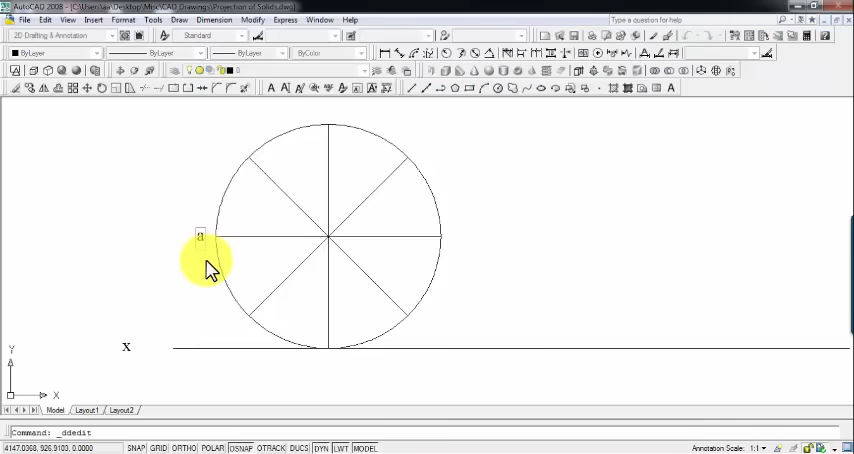 AutoCAD 2008 - [C:\Users\aa\Desktop\Misc\CAD Drawings\Projection of Solids.dwg]
File Edit View Insert Format Tools Draw Dimension Modify Express Window Help
Type a question for help
2D Drafting & Annotation
Standard
ByLayer
ByLayer
ByLayer
ByColor
0
a
x
Y
X
Model Layout1 Layout2
Command: _ddedit
4147.0368, 926.9103, 0.0000 SNAP GRID ORTHO POLAR OSNAP OTRACK DUCS DYN LWT MODEL Annotation Scale: 1:1